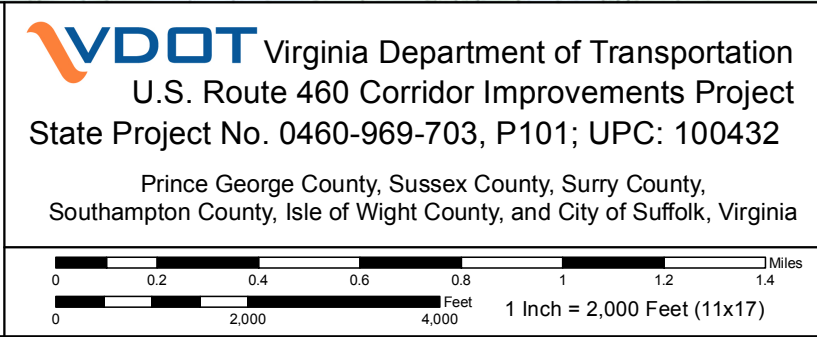 VDOT Virginia Department of Transportation
U.S. Route 460 Corridor Improvements Project
State Project No. 0460-969-703, P101; UPC: 100432
Prince George County, Sussex County, Surry County,
Southampton County, Isle of Wight County, and City of Suffolk, Virginia
Miles
0 0.2 0.4 0.6 0.8 1 1.2 1.4
Feet
0 2,000 4,000
1 Inch = 2,000 Feet (11x17)